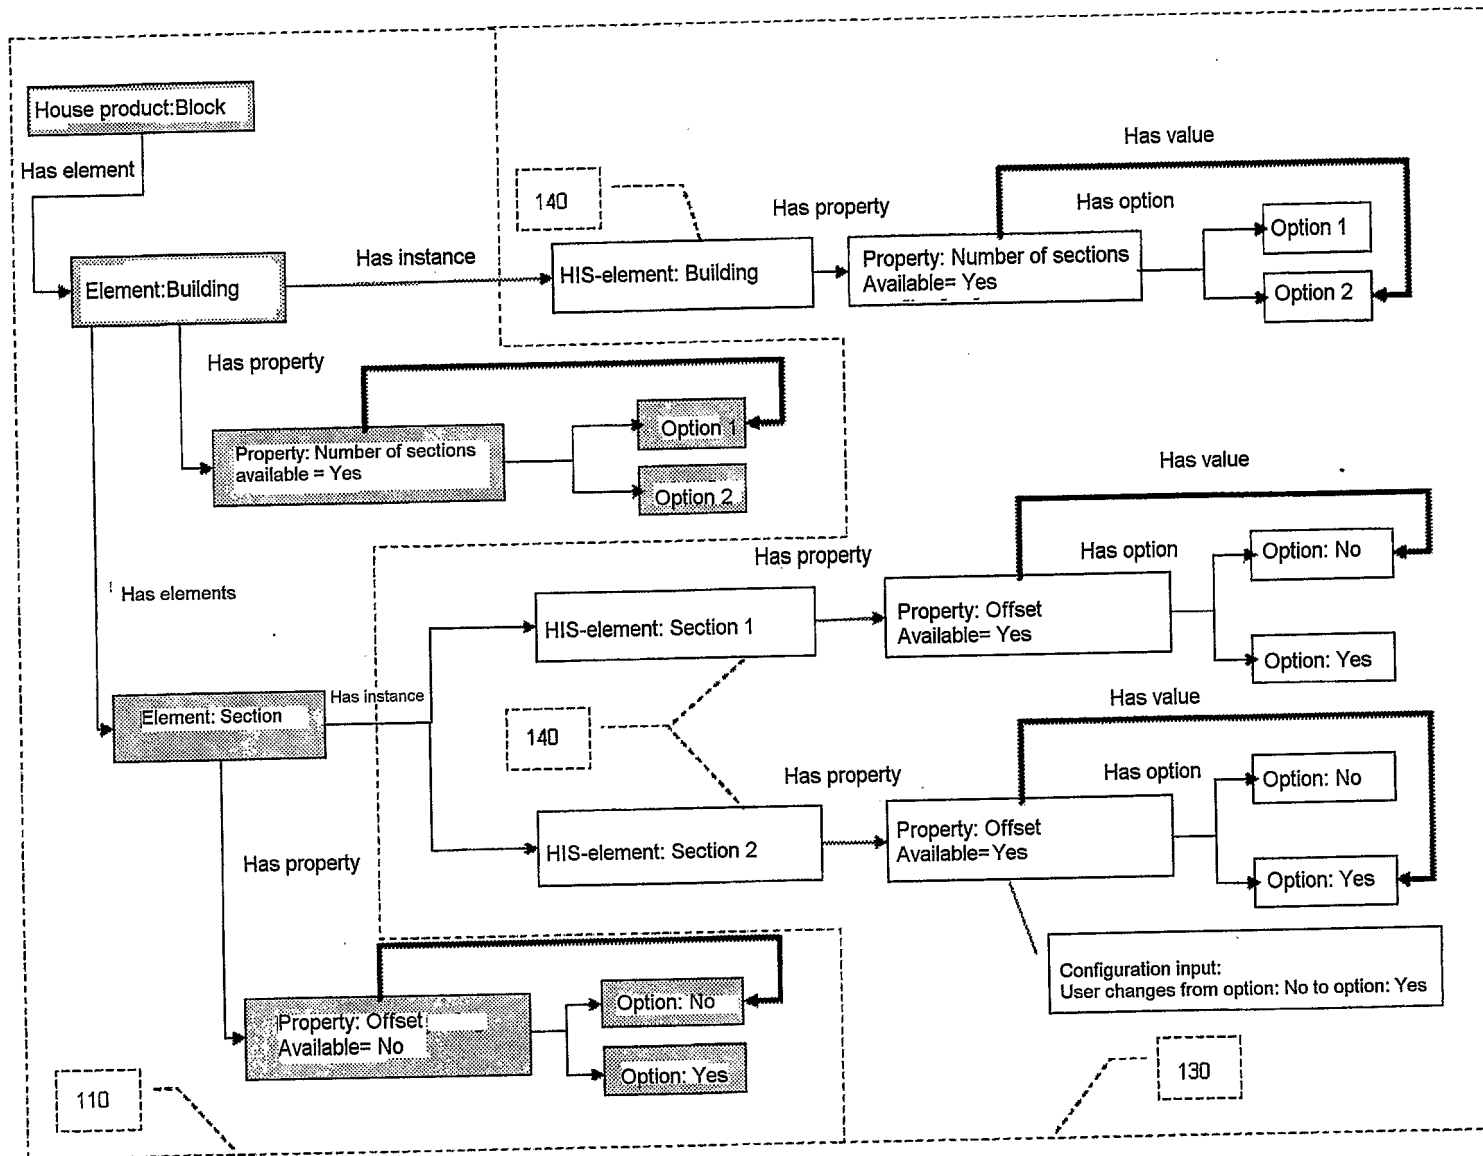 House product:Block
Has element
Has value
140
Has property
Has option
Option 1
Has instance
HIS-element: Building
Property: Number of sections
Available= Yes
Option 2
Element:Building
Has property
Option 1
Property: Number of sections
available = Yes
Option 2
Has value
Has property
Has option
Option: No
Has elements
HIS-element: Section 1
Property: Offset
Available= Yes
Option: Yes
Has instance
Element: Section
Has value
140
Has property
Has option
Option: No
HIS-element: Section 2
Property: Offset
Available=Yes
Has property
Option: Yes
Configuration input:
User changes from option: No to option: Yes
Option: No
Property: Offset
Available= No
Option: Yes
110
130